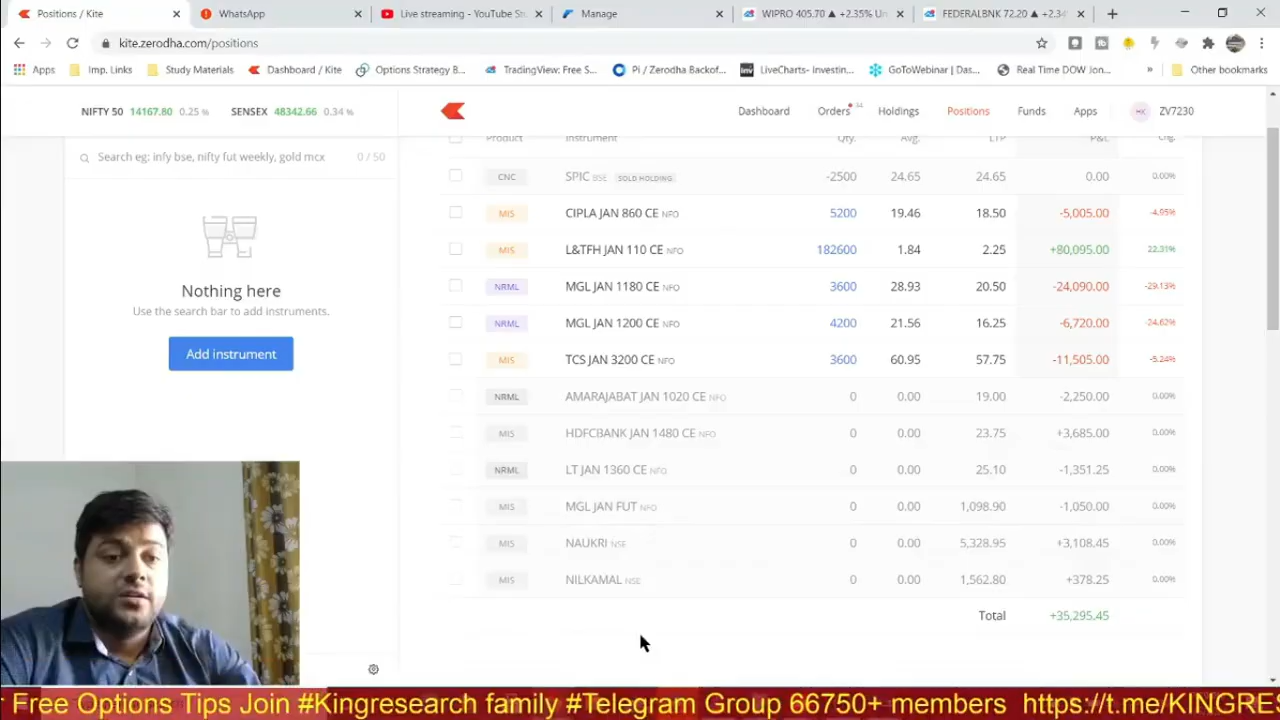 Positions / Kite
WhatsApp
Live streaming - YouTube St
Manage
WIPRO 405.70 ▲ +2.35% Un
FEDERALBNK 72.20 ▲ +2.34
kite.zerodha.com/positions
Apps
Imp. Links
Study Materials
Dashboard / Kite
Options Strategy B...
TradingView: Free S...
Pi / Zerodha Backof...
LiveCharts- Investin...
GoToWebinar | Das...
Real Time DOW Jon...
»
Other bookmarks
NIFTY 50 14167.80 0.25 %
SENSEX 48342.66 0.34 %
Dashboard
Orders
Holdings
Positions
Funds
Apps
HK
ZV7230
Search eg: infy bse, nifty fut weekly, gold mcx
0 / 50
Nothing here
Use the search bar to add instruments.
Add instrument
Product Instrument Qty. Avg. LTP P&L Chg.
CNC SPIC BSE SOLD HOLDING -2500 24.65 24.65 0.00 0.00%
MIS CIPLA JAN 860 CE NFO 5200 19.46 18.50 -5,005.00 -4.95%
MIS L&TFH JAN 110 CE NFO 182600 1.84 2.25 +80,095.00 22.31%
NRML MGL JAN 1180 CE NFO 3600 28.93 20.50 -24,090.00 -29.13%
NRML MGL JAN 1200 CE NFO 4200 21.56 16.25 -6,720.00 -24.62%
MIS TCS JAN 3200 CE NFO 3600 60.95 57.75 -11,505.00 -5.24%
NRML AMARAJABAT JAN 1020 CE NFO 0 0.00 19.00 -2,250.00 0.00%
MIS HDFCBANK JAN 1480 CE NFO 0 0.00 23.75 +3,685.00 0.00%
NRML LT JAN 1360 CE NFO 0 0.00 25.10 -1,351.25 0.00%
MIS MGL JAN FUT NFO 0 0.00 1,098.90 -1,050.00 0.00%
MIS NAUKRI NSE 0 0.00 5,328.95 +3,108.45 0.00%
MIS NILKAMAL NSE 0 0.00 1,562.80 +378.25 0.00%
Total +35,295.45
r Free Options Tips Join #Kingresearch family #Telegram Group 66750+ members https://t.me/KINGRES